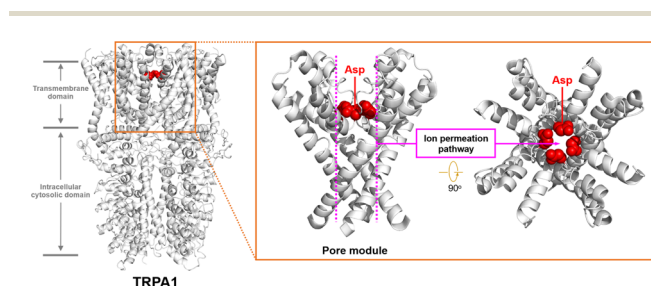 Transmembrane
domain
Intracellular
cytosolic domain
TRPA1
Asp
Pore module
Ion permeation
pathway
90°
Asp